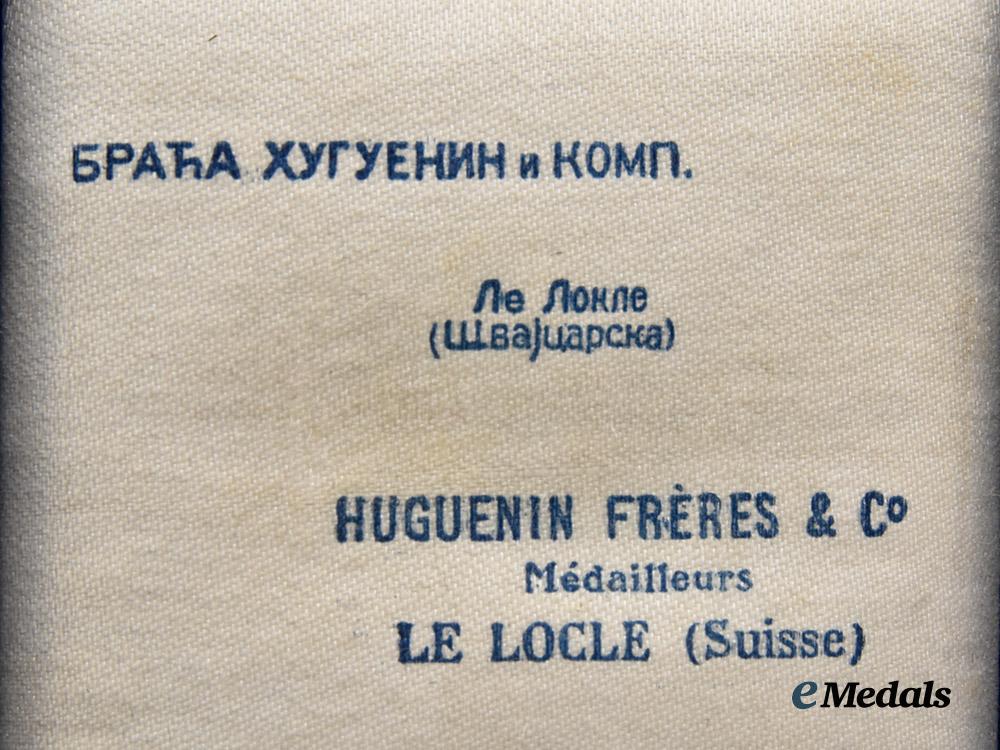 БРАЋА ХУГУЕНИН и КОМП.
Ле Локле
(Швајцарска)
HUGUENIN FRÈRES & Cº
Médailleurs
LE LOCLE (Suisse)
eMedals